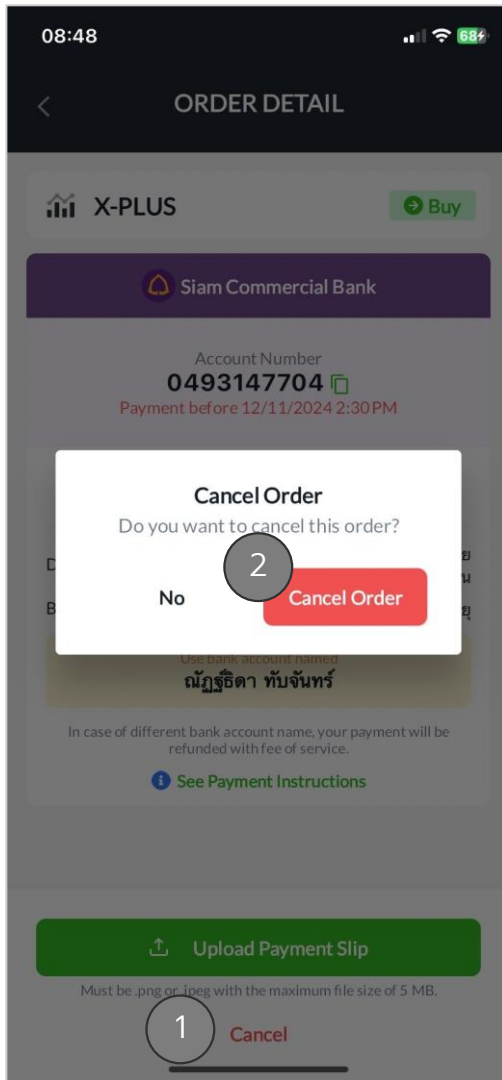 08:48
68
ORDER DETAIL
X-PLUS
Buy
Siam Commercial Bank
Account Number
0493147704
Payment before 12/11/2024 2:30 PM
Cancel Order
Do you want to cancel this order?
2
No
Cancel Order
Use bank account named
ณัฏฐ์ธิดา ทับจันทร์
In case of different bank account name, your payment will be
refunded with fee of service.
See Payment Instructions
Upload Payment Slip
Must be .png or .jpeg with the maximum file size of 5 MB.
1
Cancel